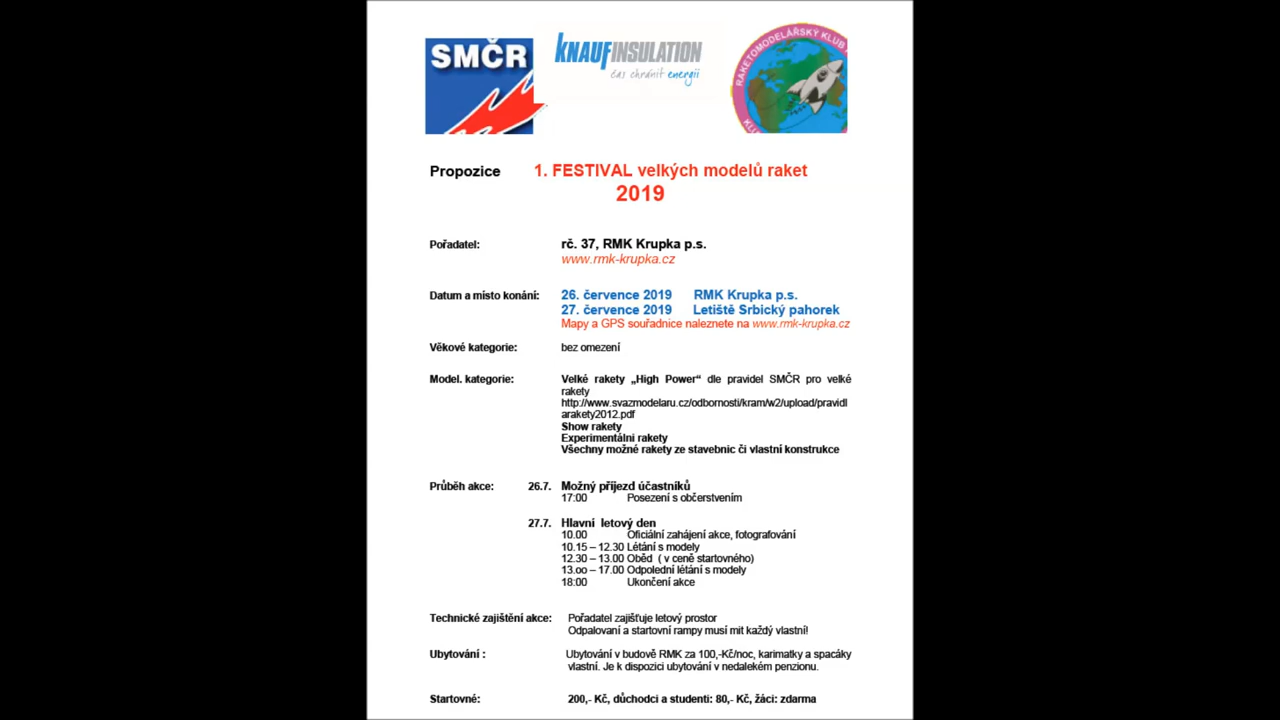 SMČR
KNAUFINSULATION
čas chránit energii
RAKETOMODELÁŘSKÝ KLUB
Propozice 1. FESTIVAL velkých modelů raket
2019
Pořadatel: rč. 37, RMK Krupka p.s.
www.rmk-krupka.cz
Datum a místo konání: 26. července 2019 RMK Krupka p.s.
27. července 2019 Letiště Srbický pahorek
Mapy a GPS souřadnice naleznete na www.rmk-krupka.cz
Věkové kategorie: bez omezení
Model. kategorie: Velké rakety „High Power“ dle pravidel SMČR pro velké
rakety
http://www.svazmodelaru.cz/odbornosti/kram/w2/upload/pravidl
arakety2012.pdf
Show rakety
Experimentálni rakety
Všechny možné rakety ze stavebnic či vlastní konstrukce
Průběh akce: 26.7. Možný příjezd účastníků
17:00 Posezení s občerstvením
27.7. Hlavní letový den
10.00 Oficiální zahájení akce, fotografování
10.15 – 12.30 Létání s modely
12.30 – 13.00 Oběd ( v ceně startovného)
13.oo – 17.00 Odpolední létání s modely
18:00 Ukončení akce
Technické zajištění akce: Pořadatel zajišťuje letový prostor
Odpalovaní a startovní rampy musí mit každý vlastní!
Ubytování : Ubytování v budově RMK za 100,-Kč/noc, karimatky a spacáky
vlastní. Je k dispozici ubytování v nedalekém penzionu.
Startovné: 200,- Kč, důchodci a studenti: 80,- Kč, žáci: zdarma